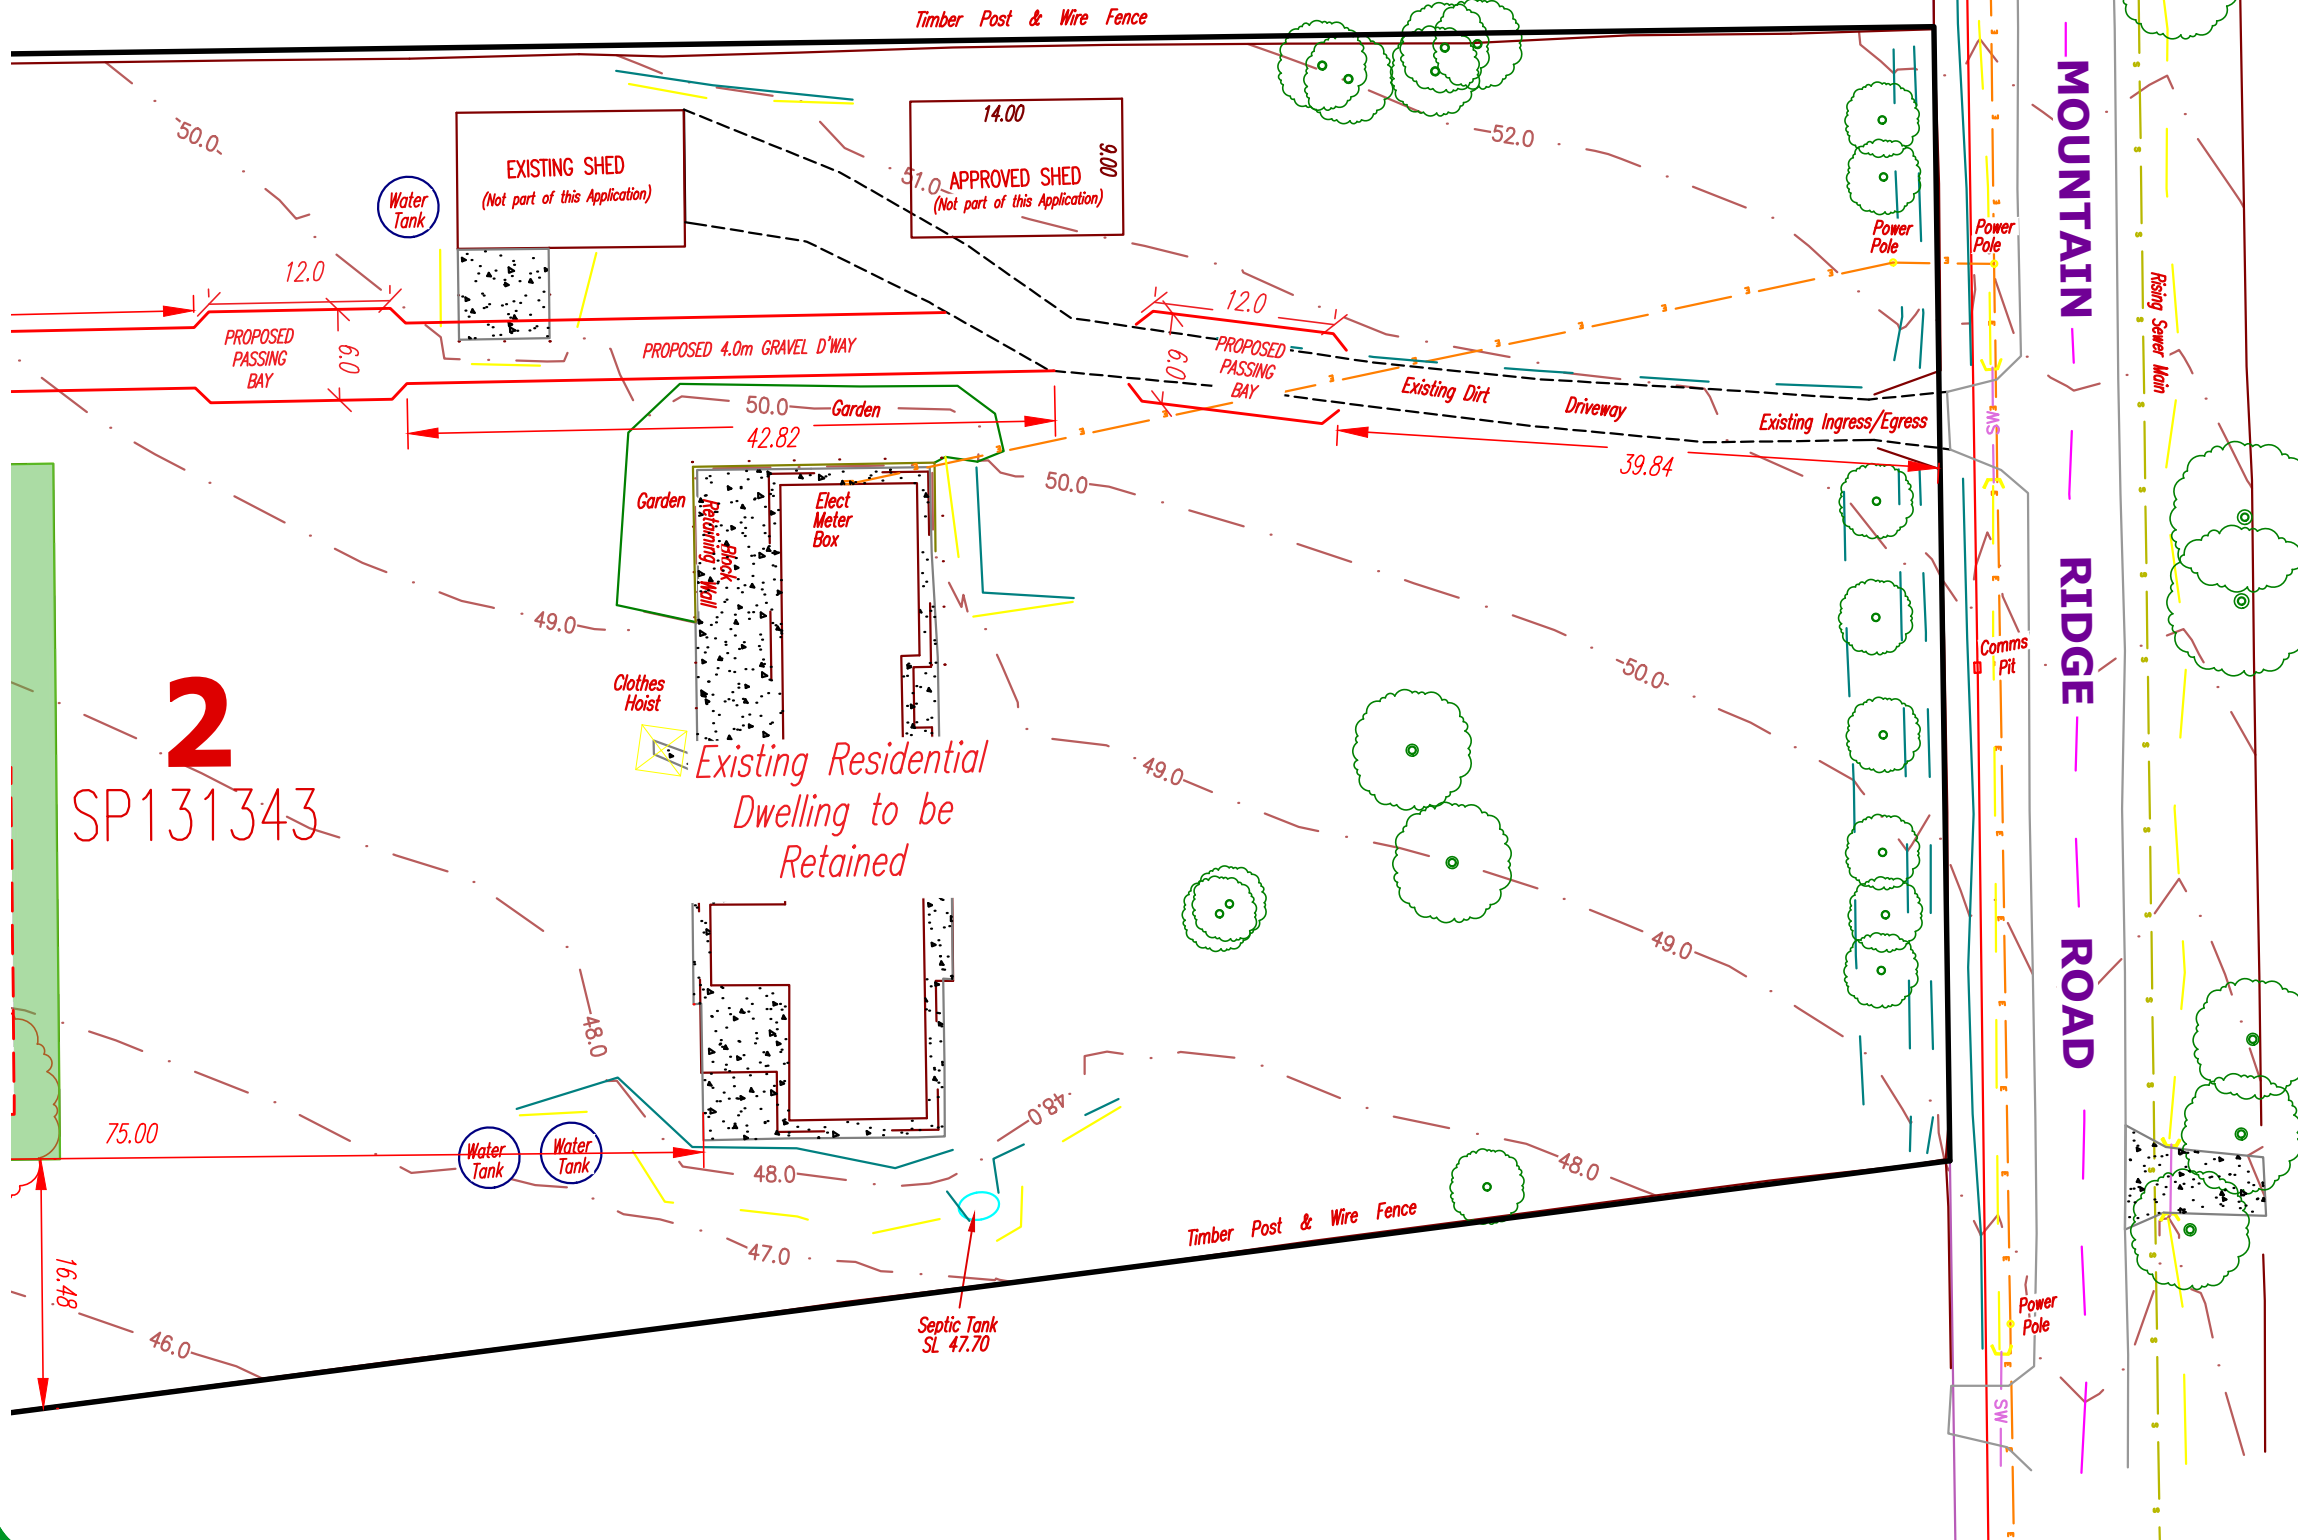 Timber Post & Wire Fence
50.0
52.0
51.0
EXISTING SHED
(Not part of this Application)
14.00
9.00
APPROVED SHED
(Not part of this Application)
Water
Tank
Power
Pole
Power
Pole
MOUNTAIN RIDGE ROAD
Rising Sewer Main
12.0
PROPOSED
PASSING
BAY
6.0
PROPOSED 4.0m GRAVEL D'WAY
12.0
6.0
PROPOSED
PASSING
BAY
Existing Dirt Driveway
Existing Ingress/Egress
50.0
Garden
42.82
39.84
SW
Garden
Block
Retaining Wall
Elect
Meter
Box
50.0
49.0
50.0
Comms
Pit
Clothes
Hoist
2
SP131343
Existing Residential
Dwelling to be
Retained
49.0
49.0
48.0
48.0
75.00
Water
Tank
Water
Tank
48.0
48.0
16.48
47.0
Timber Post & Wire Fence
Septic Tank
SL 47.70
46.0
Power
Pole
SW
E
S